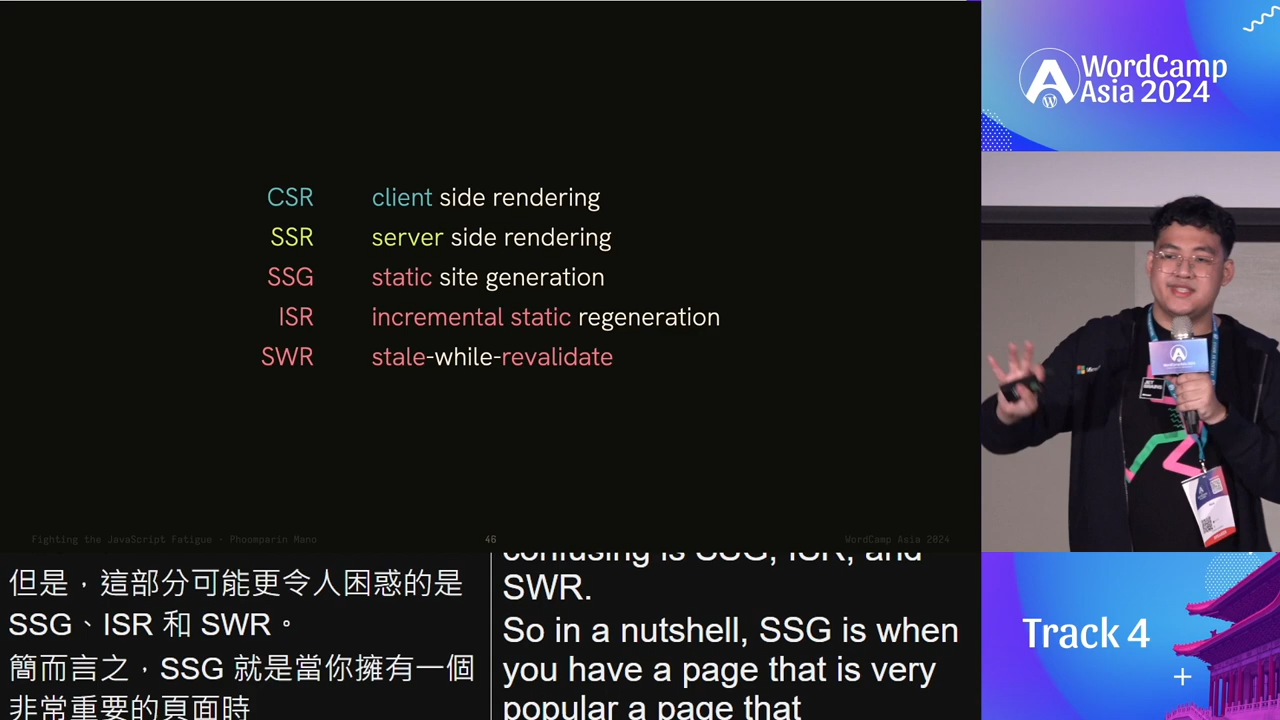 CSR client side rendering
SSR server side rendering
SSG static site generation
ISR incremental static regeneration
SWR stale-while-revalidate
Fighting the JavaScript Fatigue - Phoomparin Mano 46 WordCamp Asia 2024
但是，這部分可能更令人困惑的是
SSG、ISR 和 SWR。
簡而言之，SSG 就是當你擁有一個
非常重要的頁面時
confusing is SSG, ISR, and
SWR.
So in a nutshell, SSG is when
you have a page that is very
popular a page that
WordCamp
Asia 2024
Track 4